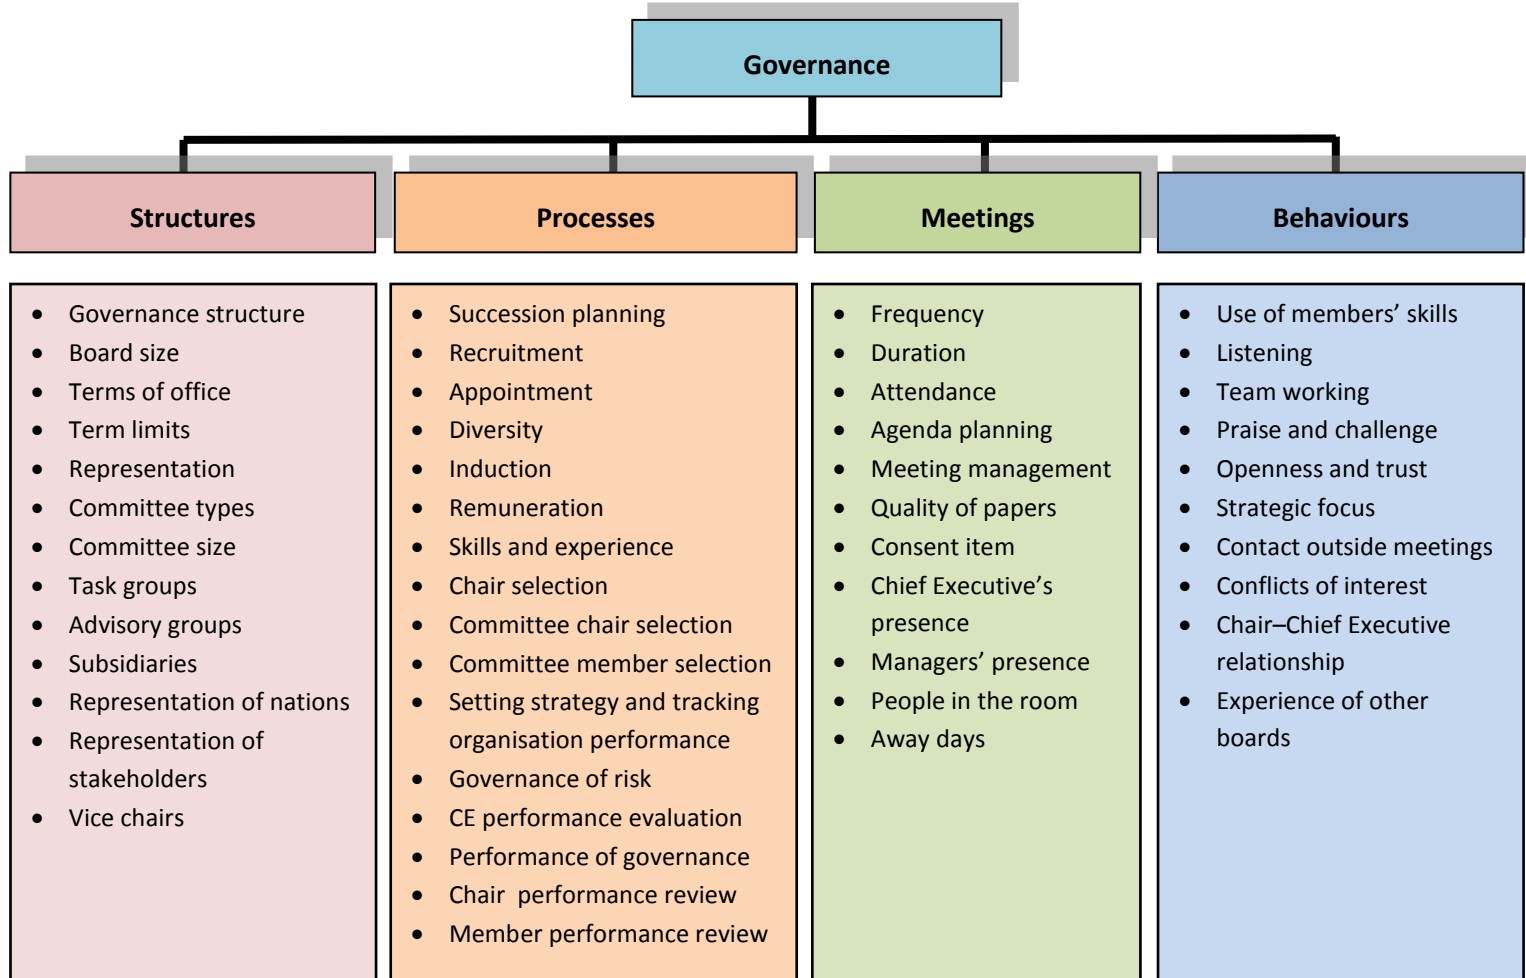 Governance
Structures
• Governance structure
• Board size
• Terms of office
• Term limits
• Representation
• Committee types
• Committee size
• Task groups
• Advisory groups
• Subsidiaries
• Representation of nations
• Representation of
stakeholders
• Vice chairs
Processes
• Succession planning
• Recruitment
• Appointment
• Diversity
• Induction
• Remuneration
• Skills and experience
• Chair selection
• Committee chair selection
• Committee member selection
• Setting strategy and tracking
organisation performance
• Governance of risk
• CE performance evaluation
• Performance of governance
• Chair  performance review
• Member performance review
Meetings
• Frequency
• Duration
• Attendance
• Agenda planning
• Meeting management
• Quality of papers
• Consent item
• Chief Executive’s
presence
• Managers’ presence
• People in the room
• Away days
Behaviours
• Use of members’ skills
• Listening
• Team working
• Praise and challenge
• Openness and trust
• Strategic focus
• Contact outside meetings
• Conflicts of interest
• Chair–Chief Executive
relationship
• Experience of other
boards